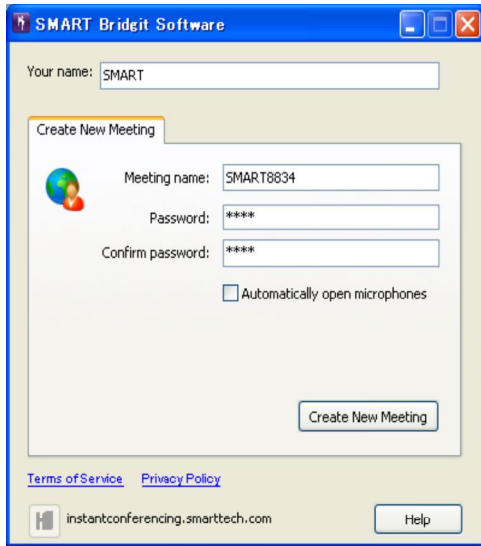 SMART Bridgit Software
Your name: SMART
Create New Meeting
Meeting name: SMART8834
Password: ****
Confirm password: ****
Automatically open microphones
Create New Meeting
Terms of Service Privacy Policy
instantconferencing.smarttech.com Help